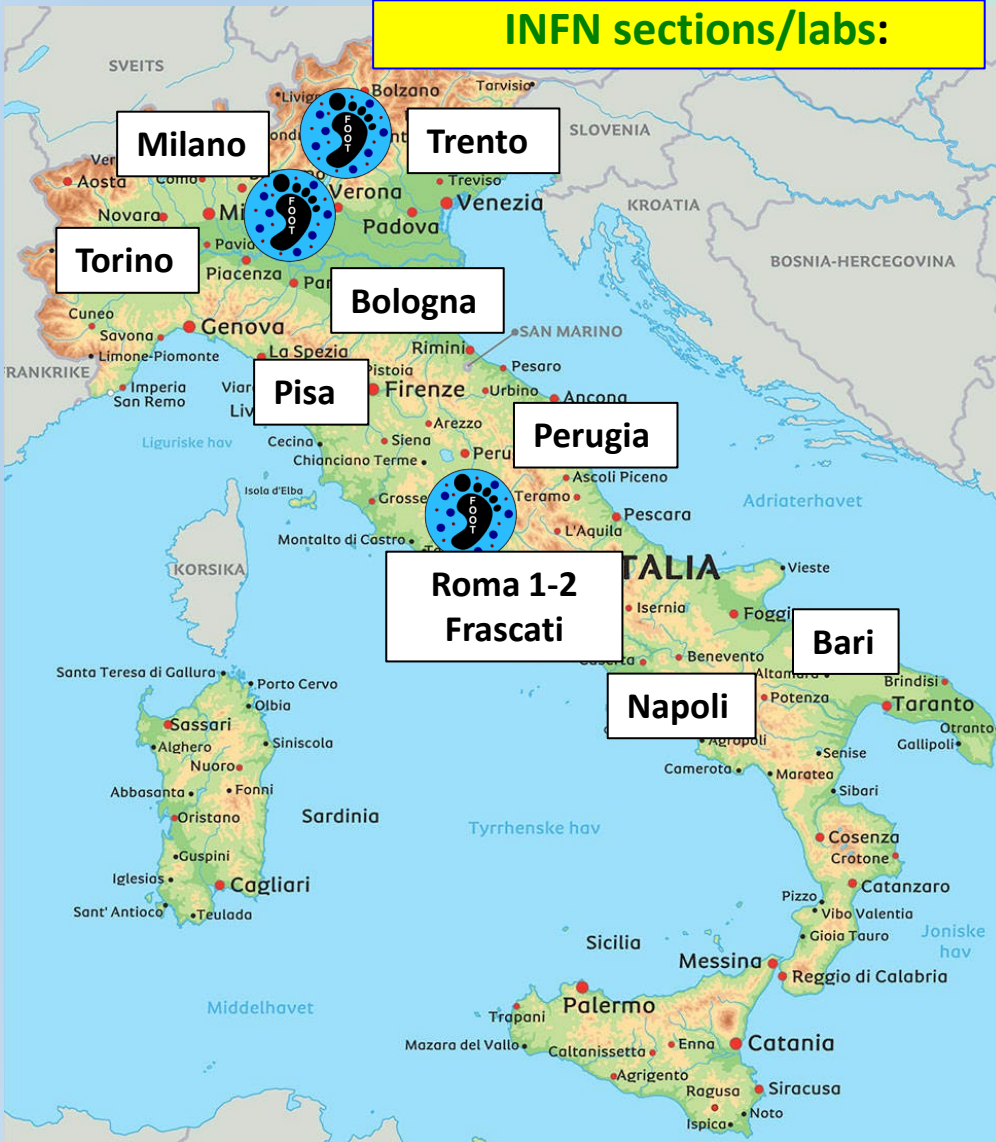 INFN sections/labs:
SVEITS
Bolzano
Tarvisio
Milano
FOOT
Trento
SLOVENIA
Aosta
Como
Treviso
Verona
Venezia
KROATIA
Novara
FOOT
Padova
Torino
Pavia
Piacenza
BOSNIA-HERCEGOVINA
Bologna
Cuneo
Genova
Savona
SAN MARINO
Limone-Piomonte
La Spezia
Rimini
Pesaro
Imperia
San Remo
Pisa
Pistoia
Firenze
Urbino
Ancona
Liguriske hav
Arezzo
Cecina
Siena
Perugia
Chianciano Terme
Ascoli Piceno
Isola d'Elba
FOOT
Teramo
Adriaterhavet
Pescara
Montalto di Castro
L'Aquila
KORSIKA
Roma 1-2
Frascati
Vieste
Isernia
Bari
Benevento
Santa Teresa di Gallura
Porto Cervo
Brindisi
Olbia
Napoli
Potenza
Taranto
Sassari
Otranto
Alghero
Siniscola
Agropoli
Senise
Gallipoli
Nuoro
Camerota
Maratea
Abbasanta
Fonni
Sibari
Oristano
Sardinia
Tyrrhenske hav
Cosenza
Guspini
Crotone
Iglesias
Cagliari
Catanzaro
Sant' Antioco
Teulada
Pizzo
Vibo Valentia
Gioia Tauro
Joniske
hav
Sicilia
Messina
Reggio di Calabria
Middelhavet
Palermo
Trapani
Mazara del Vallo
Caltanissetta
Enna
Catania
Agrigento
Ragusa
Siracusa
Noto
Ispica